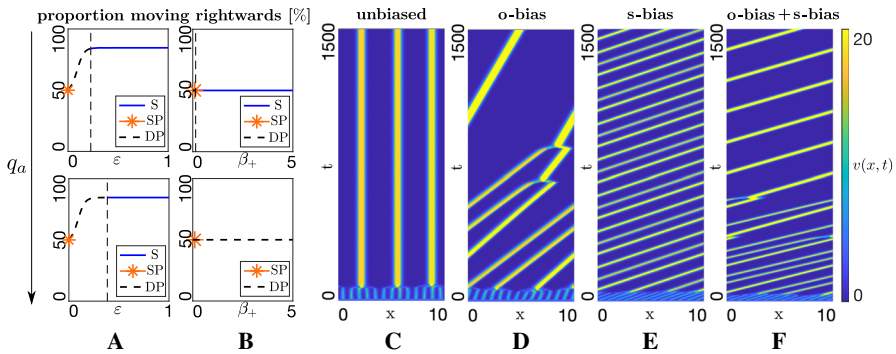 proportion moving rightwards [%]
unbiased
o-bias
s-bias
o-bias + s-bias
q_a
100
50
0
S
SP
DP
0
ε
1
100
50
0
S
SP
DP
0
β+
5
100
50
0
S
SP
DP
0
ε
1
100
50
0
S
SP
DP
0
β+
5
1500
t
0
0
x
10
1500
t
0
0
x
10
1500
t
0
0
x
10
1500
t
0
0
x
10
20
v(x, t)
0
A
B
C
D
E
F